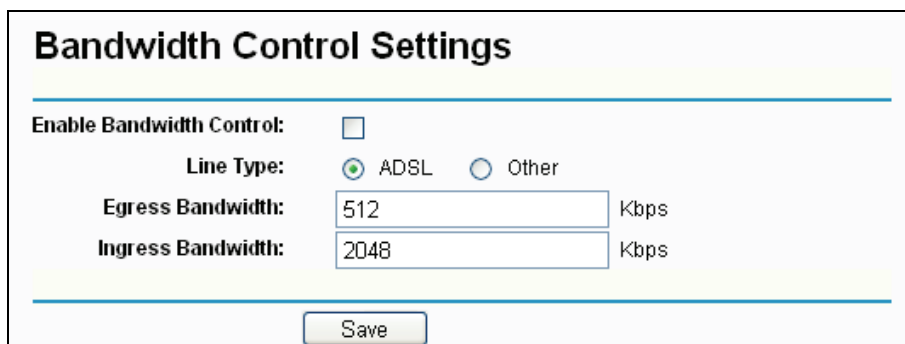 Bandwidth Control Settings
Enable Bandwidth Control:
Line Type: ADSL Other
Egress Bandwidth: 512 Kbps
Ingress Bandwidth: 2048 Kbps
Save